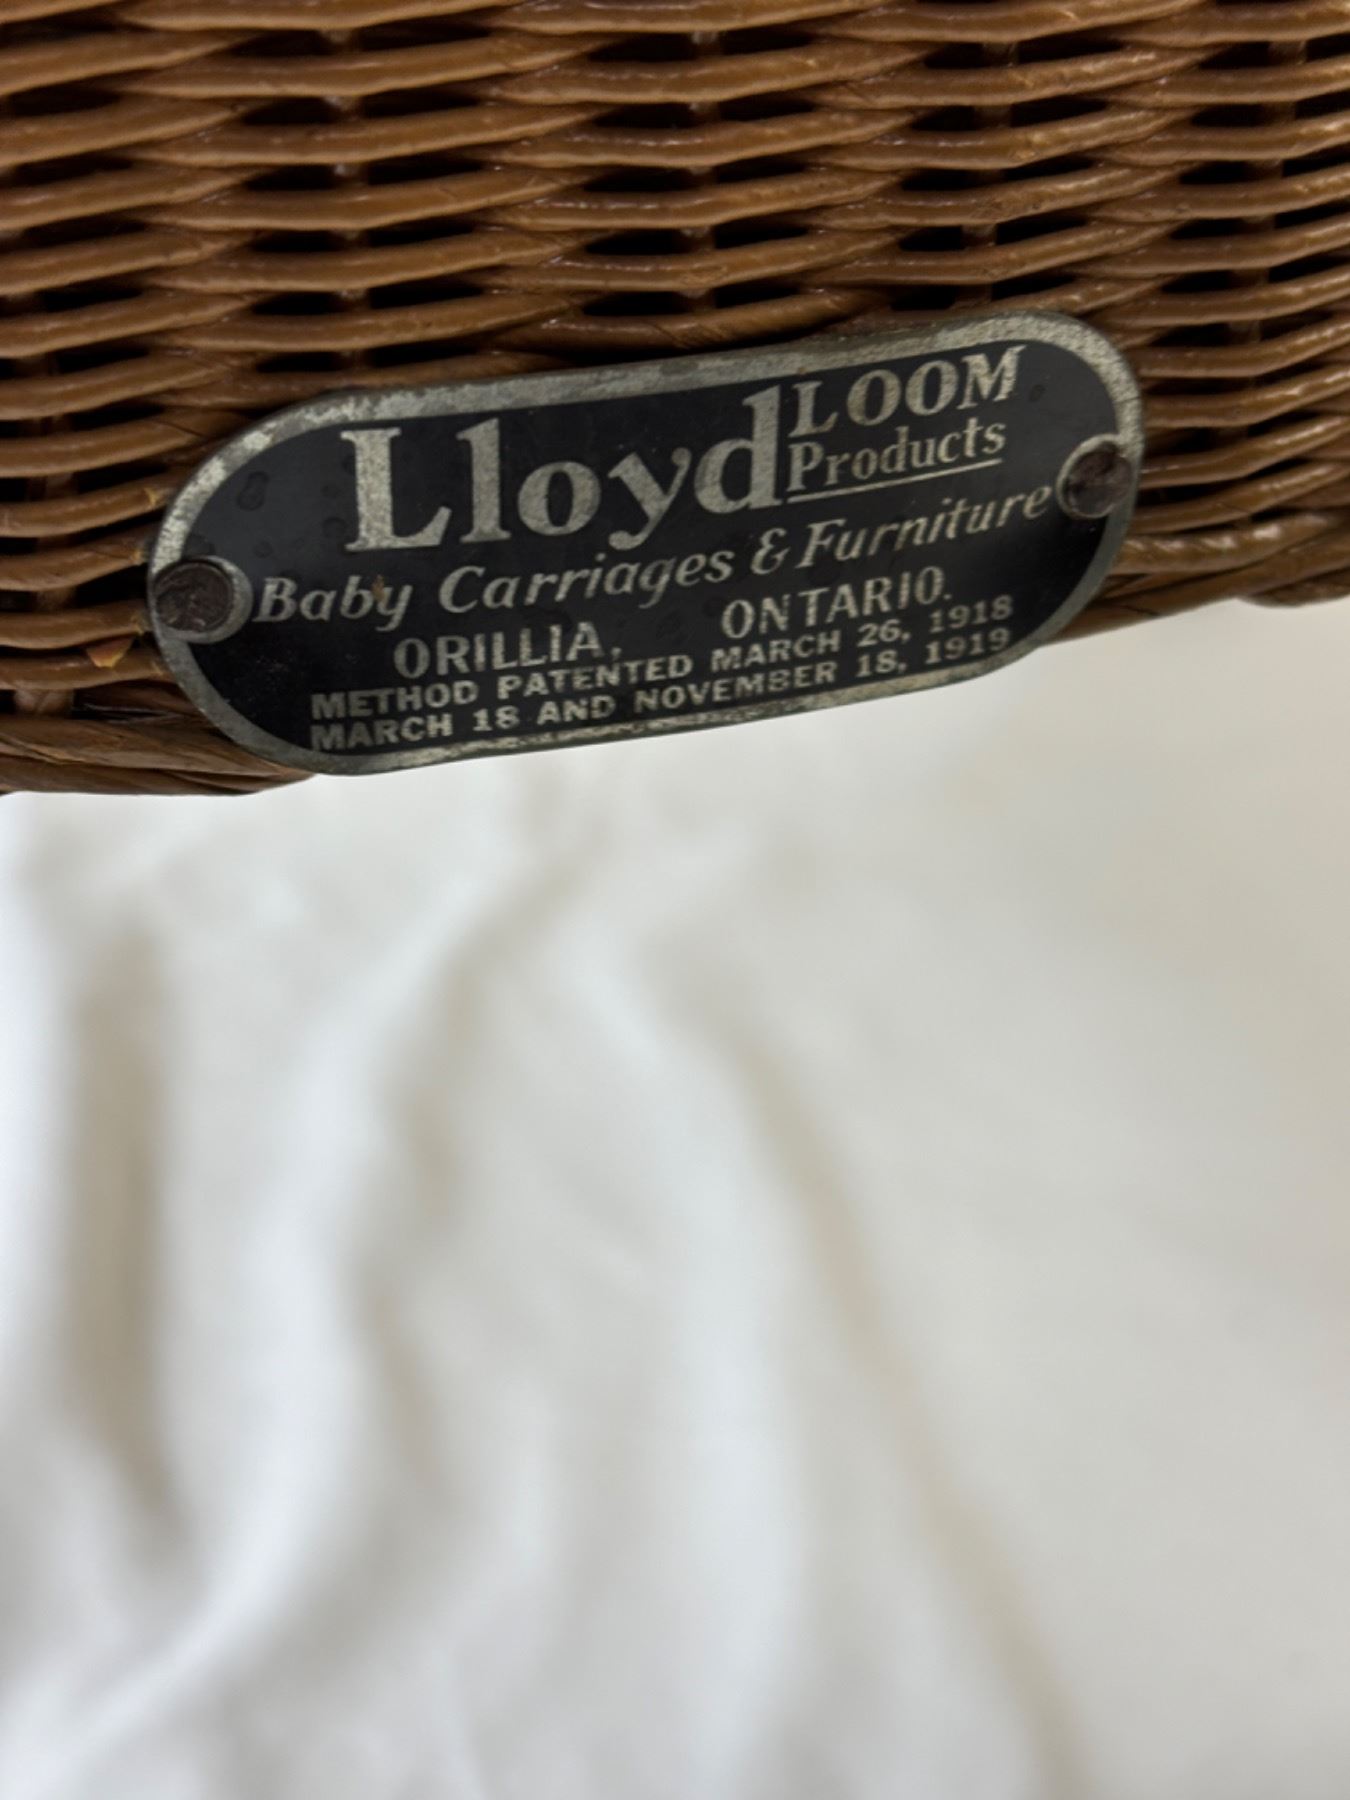 Lloyd LOOM Products
Baby Carriages & Furniture
ORILLIA, ONTARIO.
METHOD PATENTED MARCH 26, 1918
MARCH 18 AND NOVEMBER 18, 1919